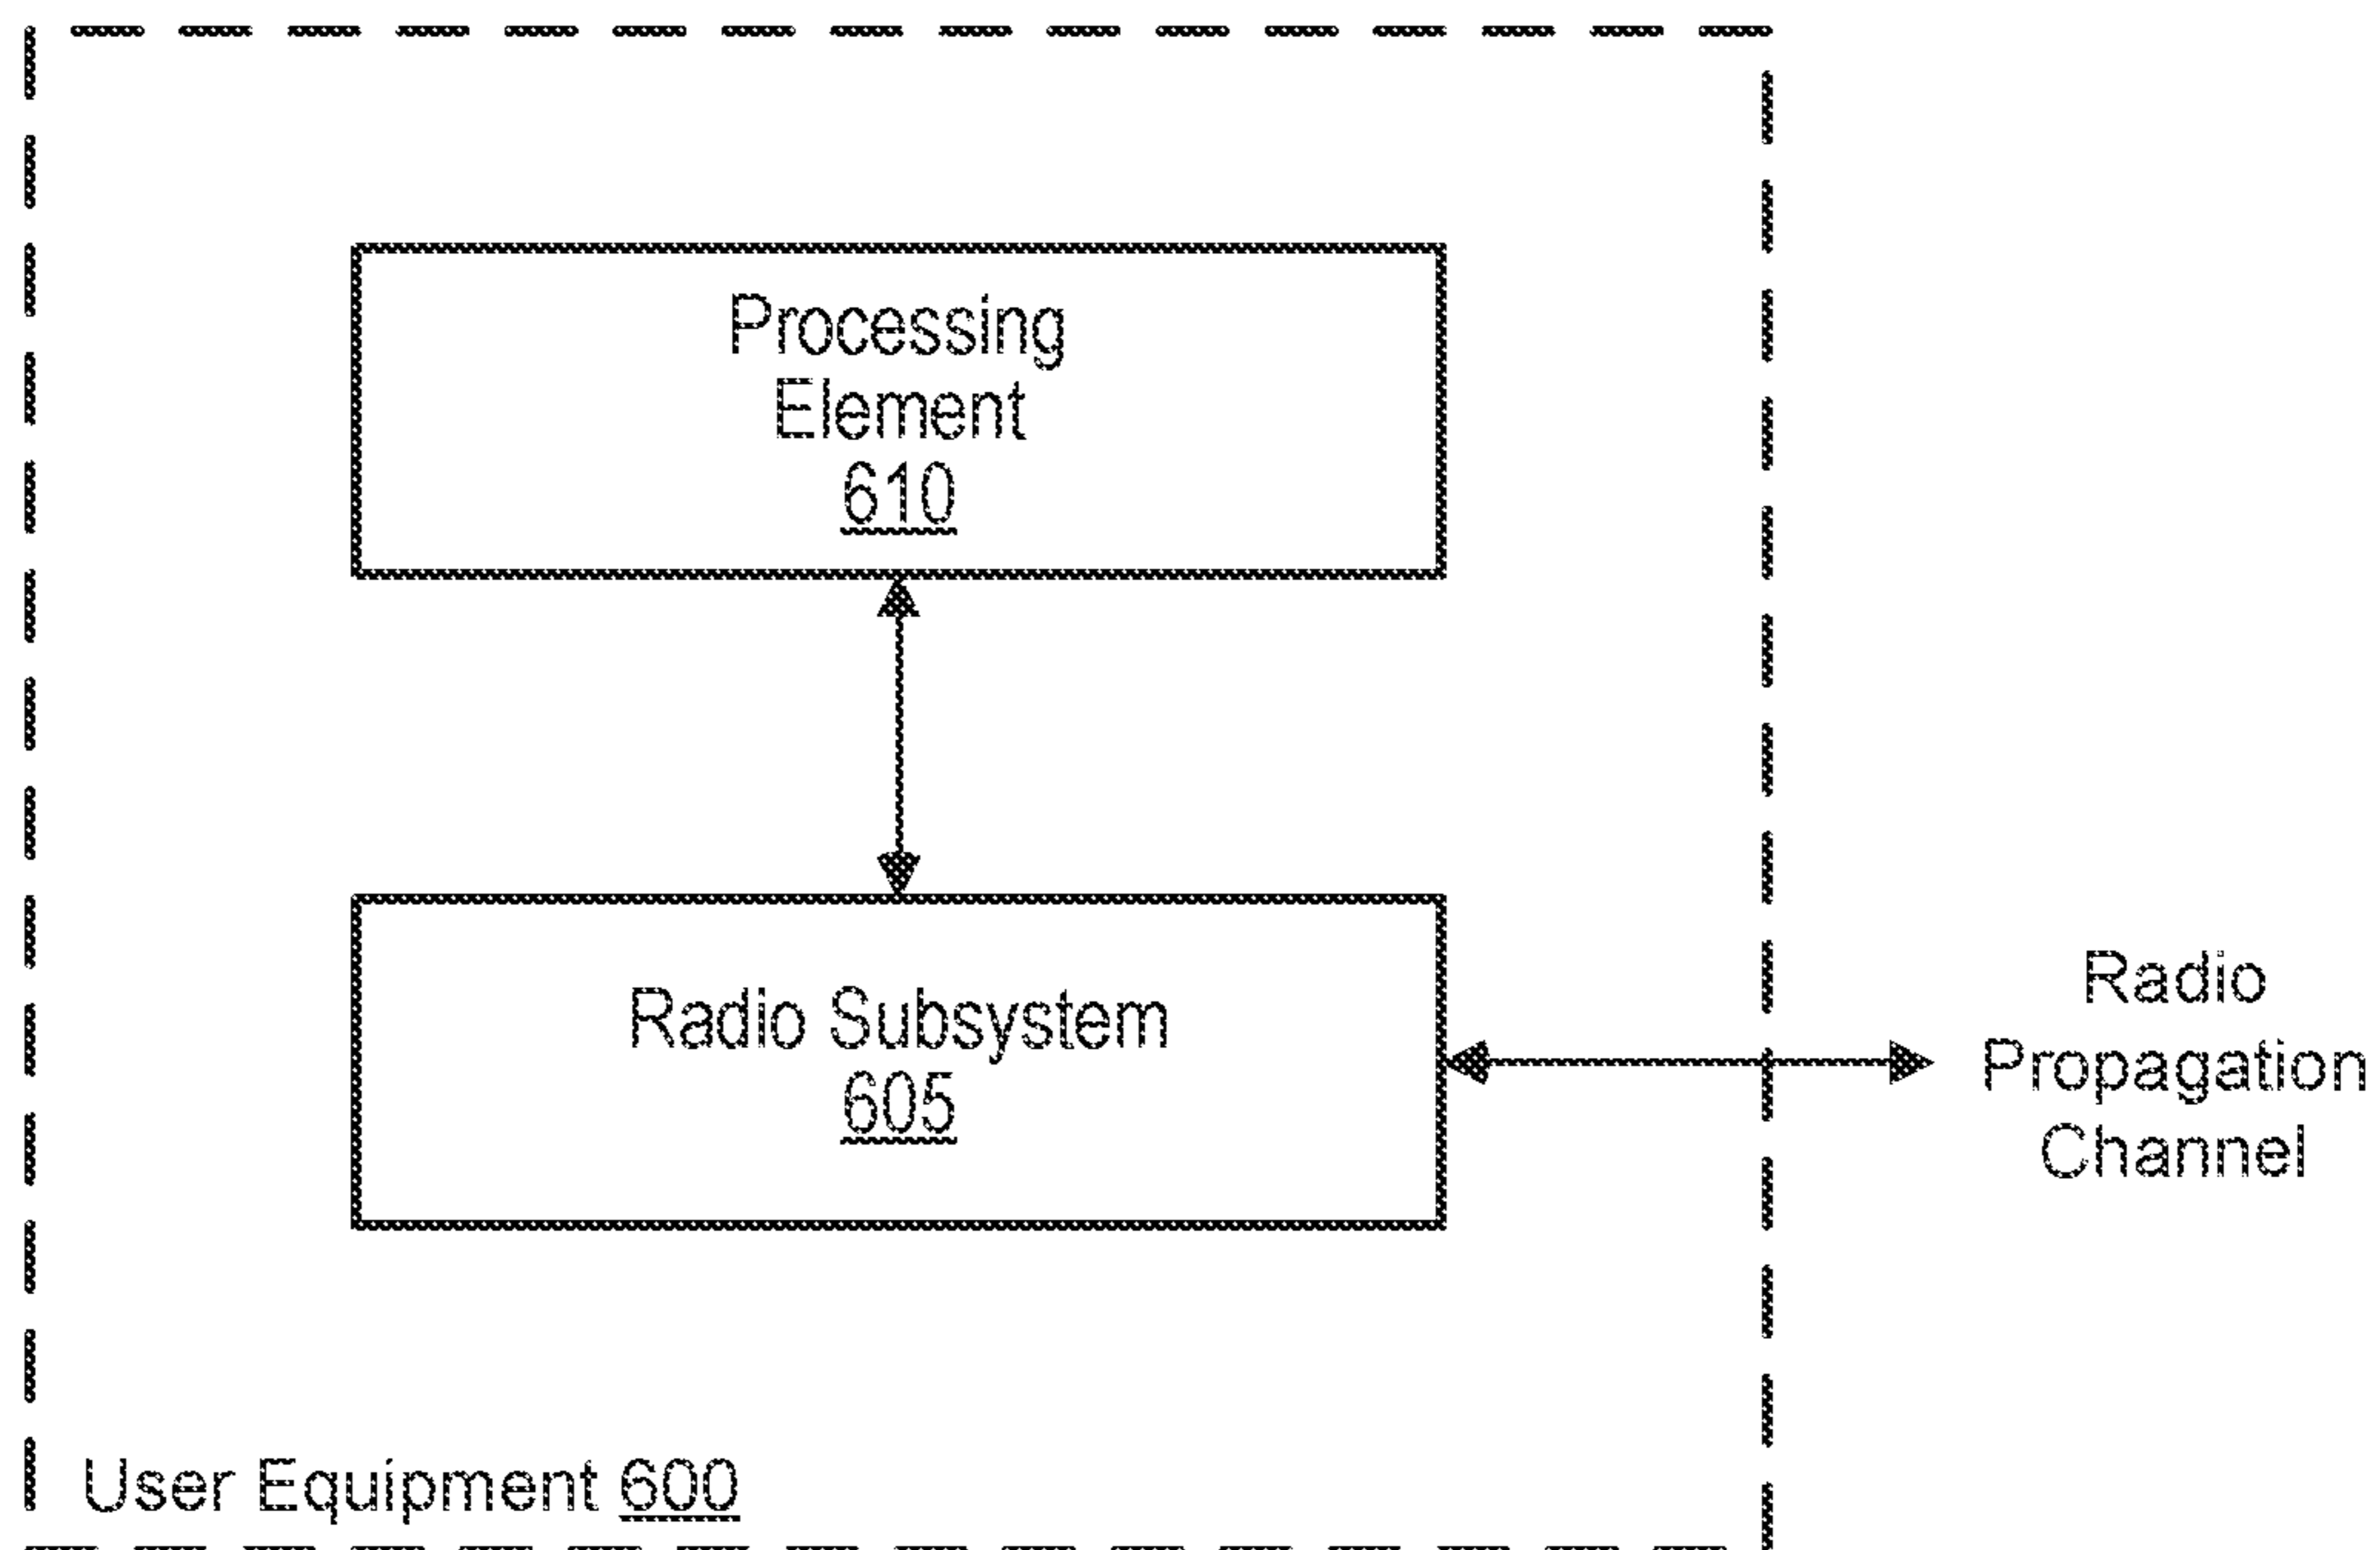 Processing
Element
610
Radio Subsystem
605
Radio
Propagation
Channel
User Equipment 600